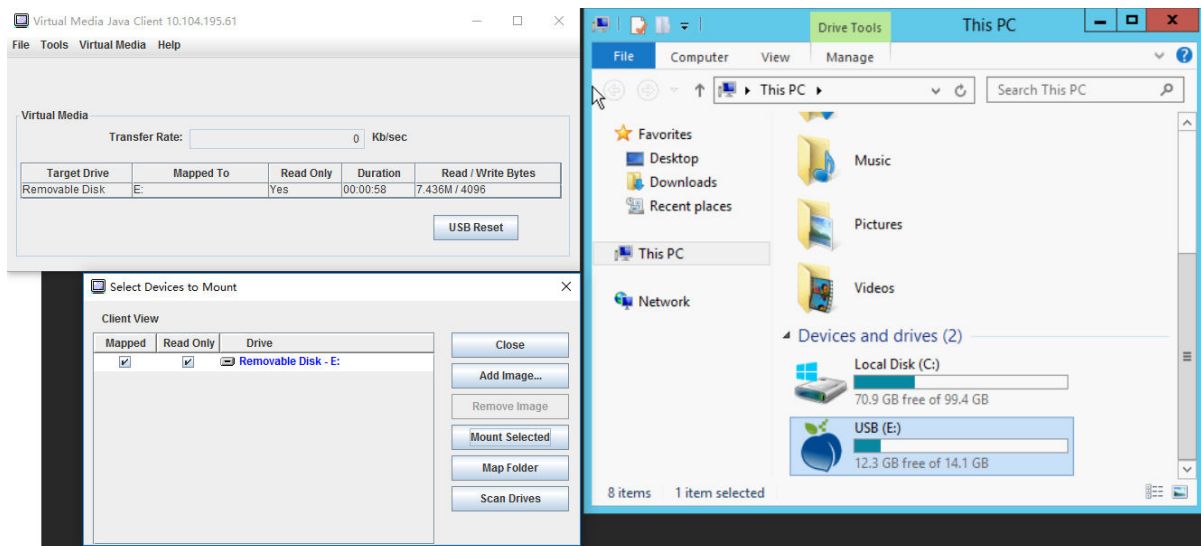 Virtual Media Java Client 10.104.195.61
File Tools Virtual Media Help
Virtual Media
Transfer Rate: 0 Kb/sec
Target Drive Mapped To Read Only Duration Read / Write Bytes
Removable Disk E: Yes 00:00:58 7.436M / 4096
USB Reset
Select Devices to Mount
Client View
Mapped Read Only Drive
Removable Disk - E:
Close
Add Image...
Remove Image
Mount Selected
Map Folder
Scan Drives
Drive Tools This PC
File Computer View Manage
This PC Search This PC
Favorites
Desktop
Downloads
Recent places
This PC
Network
Music
Pictures
Videos
Devices and drives (2)
Local Disk (C:)
70.9 GB free of 99.4 GB
USB (E:)
12.3 GB free of 14.1 GB
8 items 1 item selected